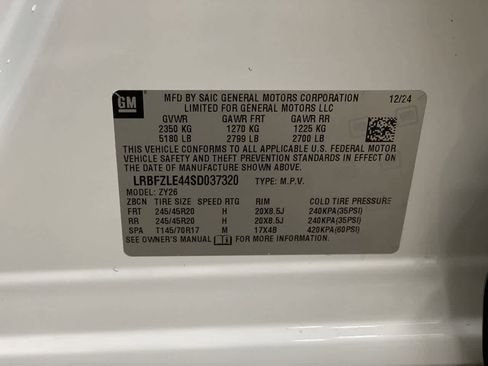 GM
MFD BY SAIC GENERAL MOTORS CORPORATION 12/24
LIMITED FOR GENERAL MOTORS LLC
GVWR GAWR FRT GAWR RR
2350 KG 1270 KG 1225 KG
5180 LB 2799 LB 2700 LB
THIS VEHICLE CONFORMS TO ALL APPLICABLE U.S. FEDERAL MOTOR
VEHICLE SAFETY AND THEFT PREVENTION STANDARDS IN EFFECT ON
THE DATE OF MANUFACTURE SHOWN ABOVE.
LRBFZLE44SD037320 TYPE: M.P.V.
MODEL: ZY26
ZBCN TIRE SIZE SPEED RTG RIM COLD TIRE PRESSURE
FRT 245/45R20 H 20X8.5J 240KPA(35PSI)
RR 245/45R20 H 20X8.5J 240KPA(35PSI)
SPA T145/70R17 M 17X4B 420KPA(60PSI)
SEE OWNER'S MANUAL FOR MORE INFORMATION.